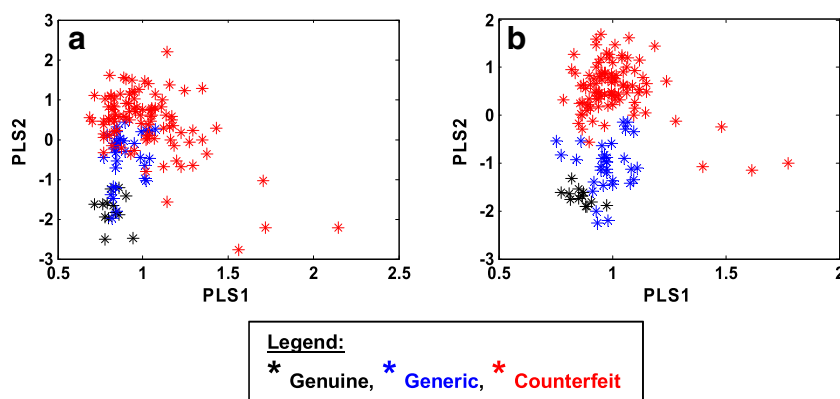 a
3
2
1
0
-1
-2
-3
PLS2
0.5 1 1.5 2 2.5
PLS1
b
2
1
0
-1
-2
-3
PLS2
0.5 1 1.5 2
PLS1
Legend:
* Genuine, * Generic, * Counterfeit